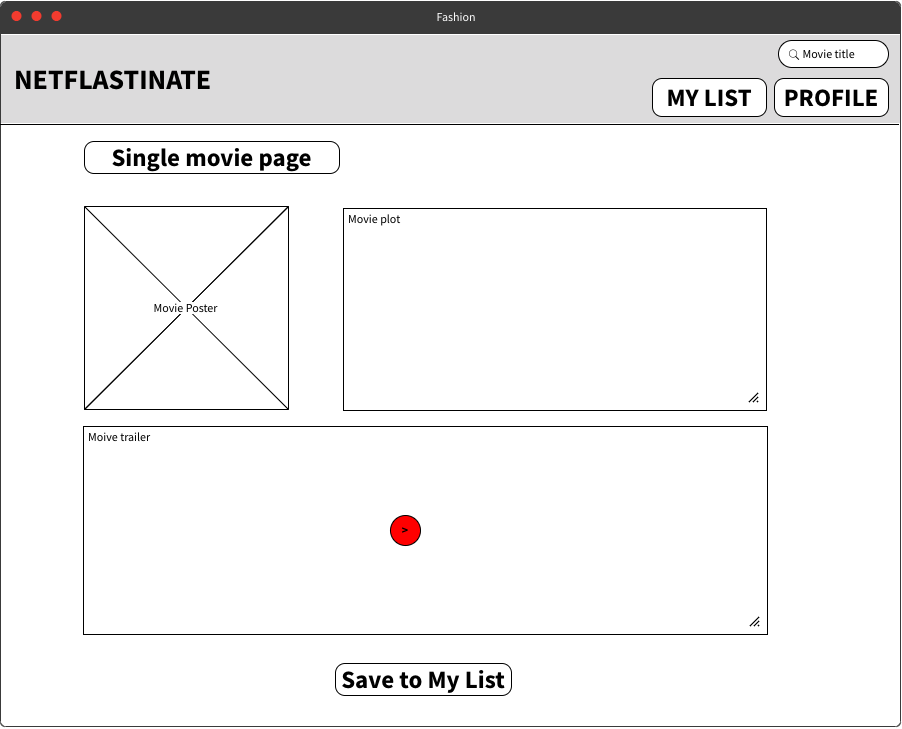 Fashion
Movie title
NETFLASTINATE
MY LIST
PROFILE
Single movie page
Movie Poster
Movie plot
Moive trailer
>
Save to My List